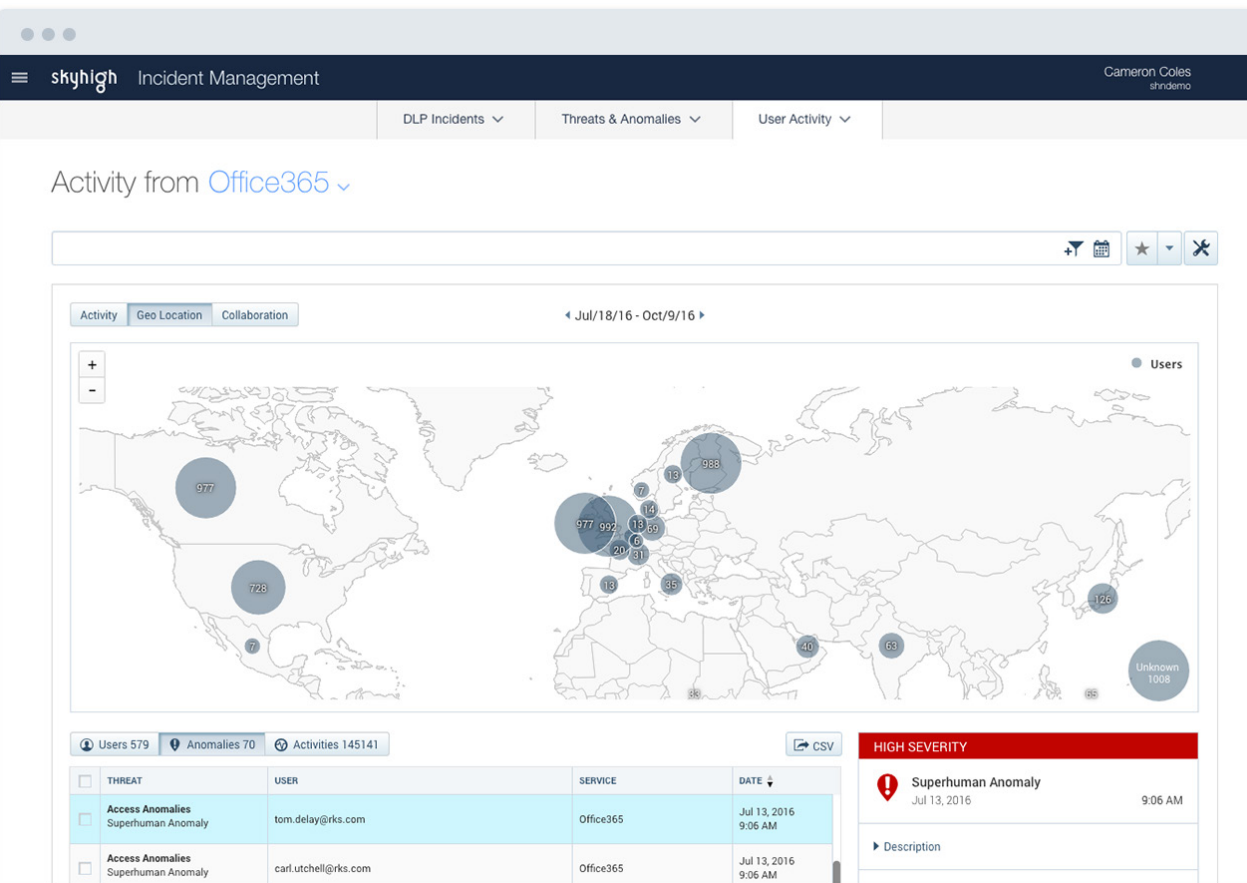 skyhigh Incident Management
Cameron Coles
shndemo
DLP Incidents
Threats & Anomalies
User Activity
Activity from Office365
Activity
Geo Location
Collaboration
Jul/18/16 - Oct/9/16
+
-
Users
977
728
7
988
13
7
14
977
992
13
69
6
20
31
13
35
126
40
63
Unknown
1008
33
65
Users 579
Anomalies 70
Activities 145141
CSV
THREAT
USER
SERVICE
DATE
Access Anomalies
Superhuman Anomaly
tom.delay@rks.com
Office365
Jul 13, 2016
9:06 AM
Access Anomalies
Superhuman Anomaly
carl.utchell@rks.com
Office365
Jul 13, 2016
9:06 AM
HIGH SEVERITY
Superhuman Anomaly
Jul 13, 2016
9:06 AM
Description